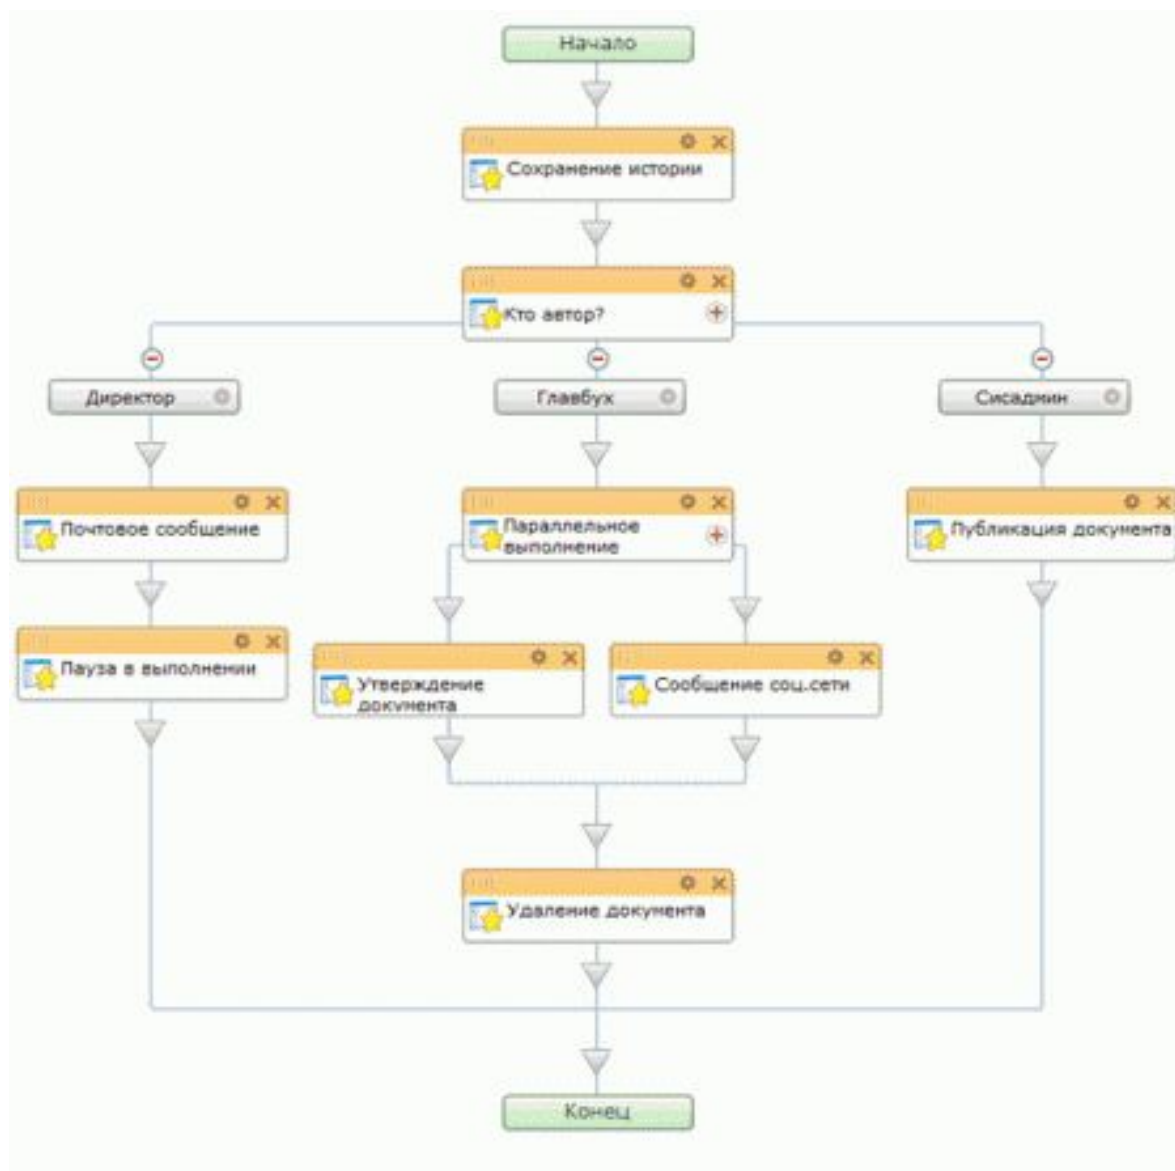 Начало
Сохранение истории
Кто автор?
Директор
Главбух
Сисадмин
Почтовое сообщение
Параллельное
выполнение
Публикация документа
Пауза в выполнении
Утверждение
документа
Сообщение соц.сети
Удаление документа
Конец